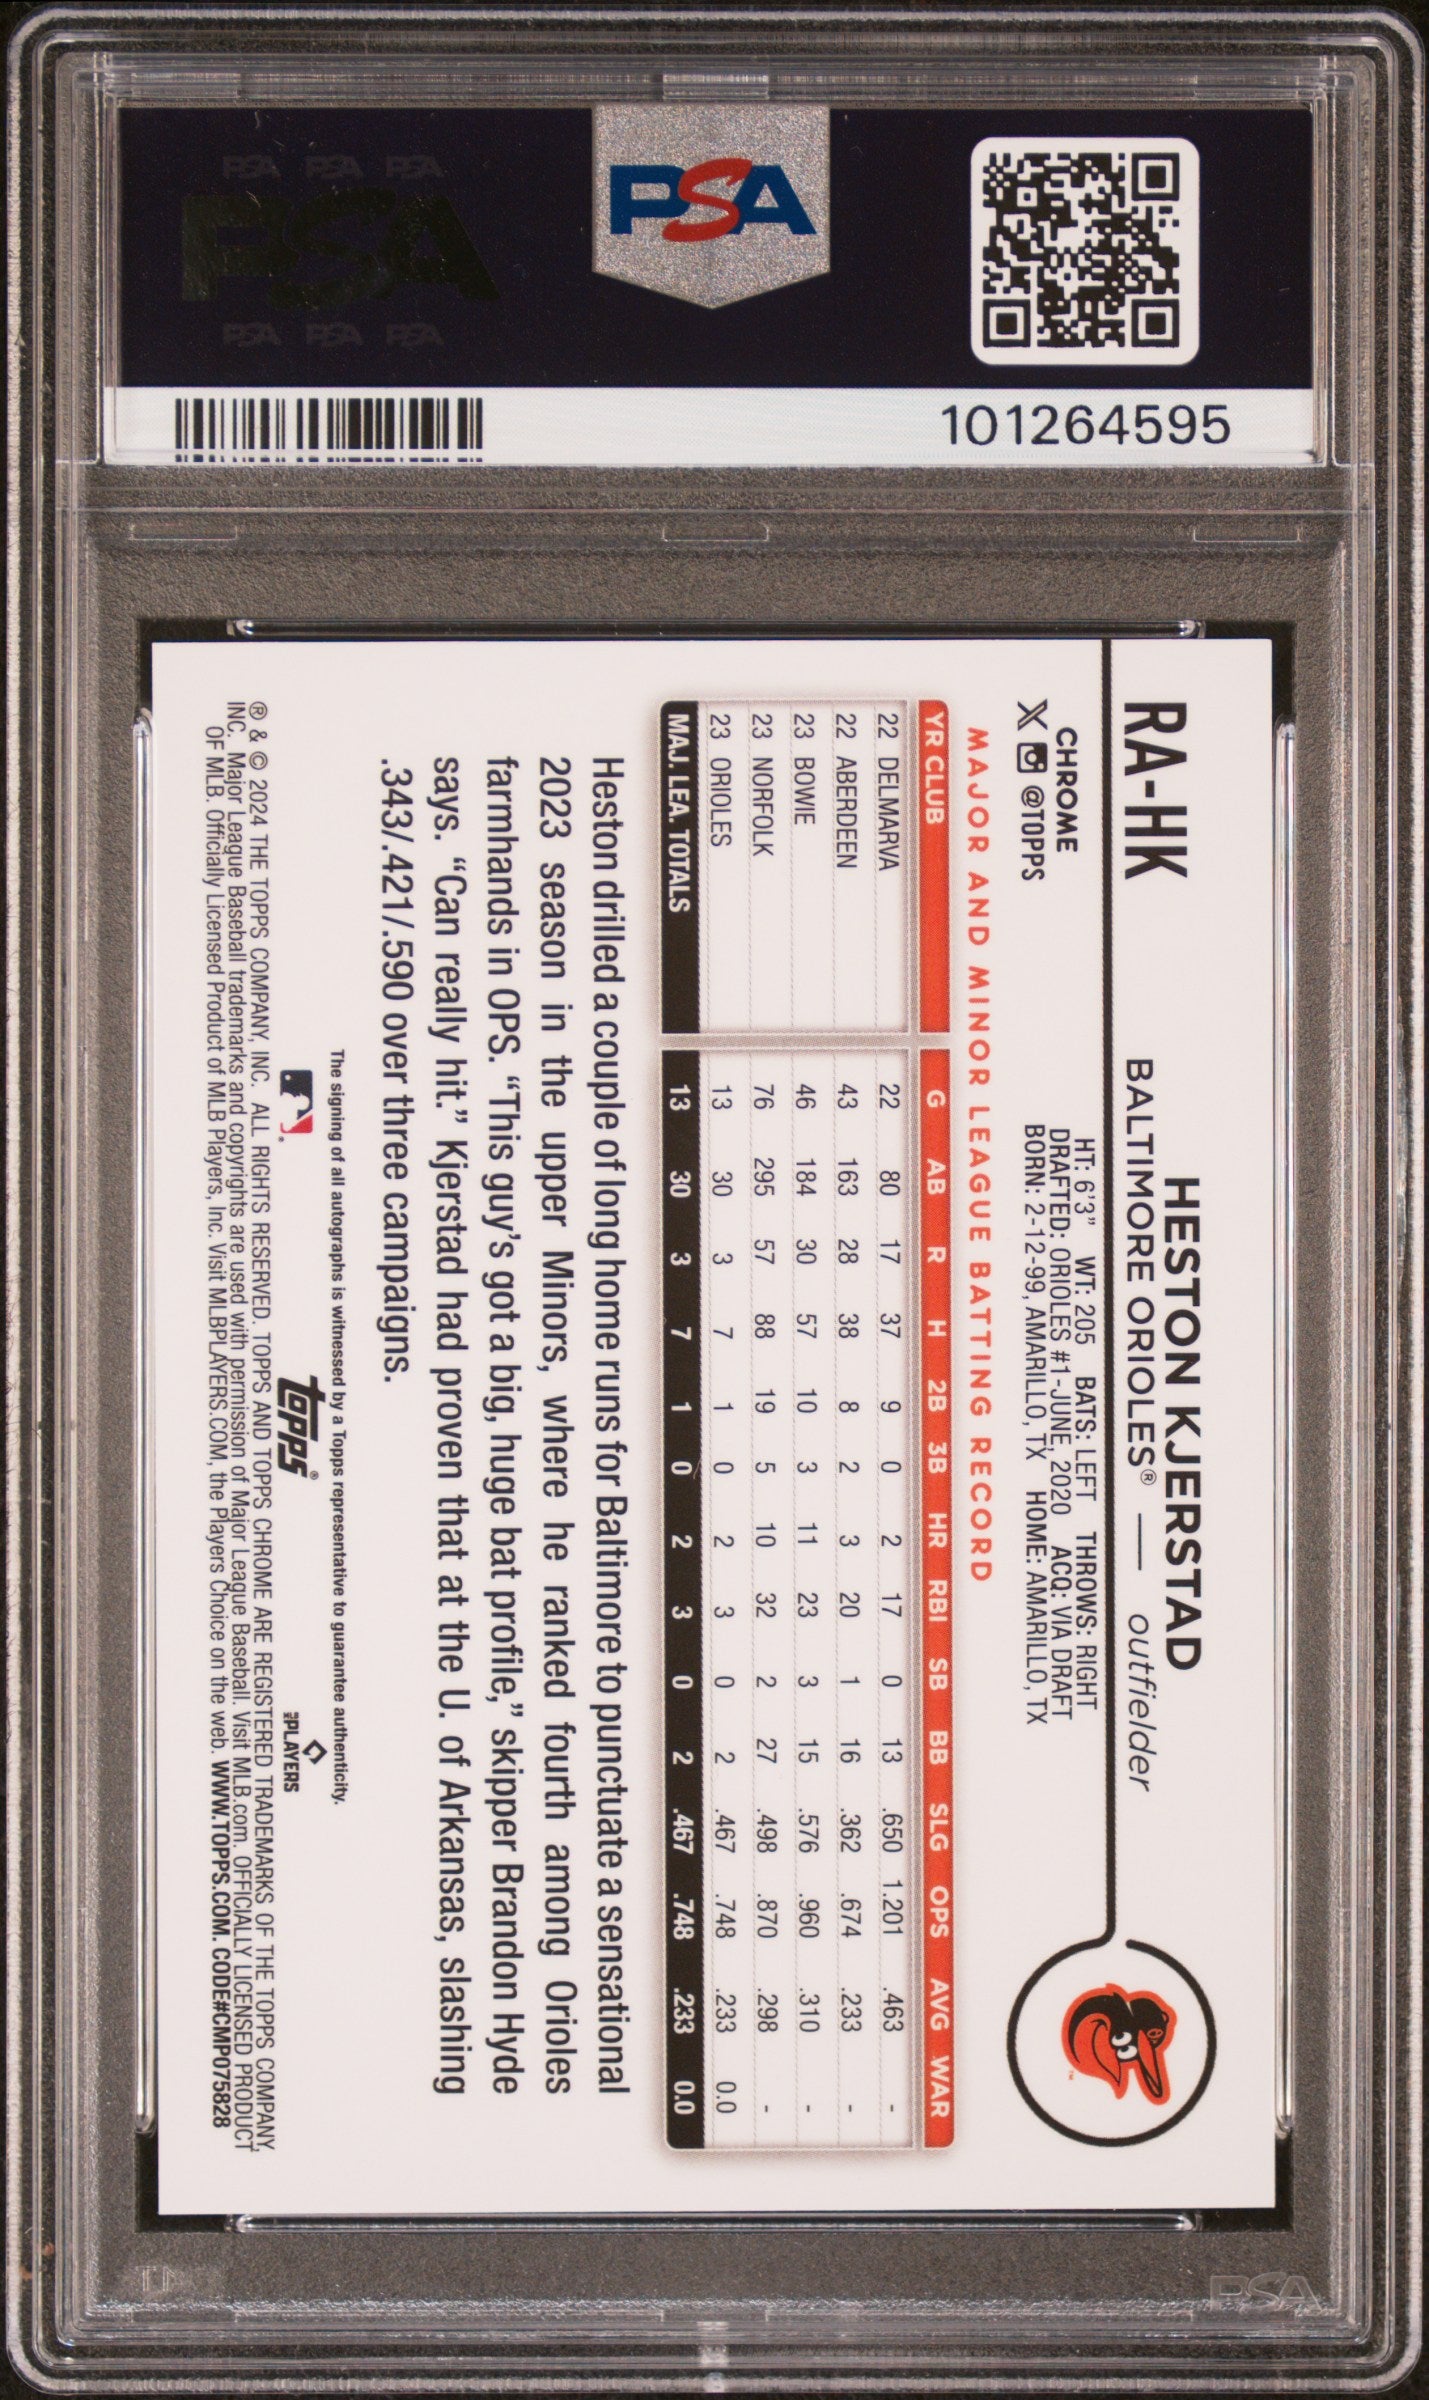 PSA PSA PSA
PSA
PSA PSA PSA
PSA
101264595
RA-HK
HESTON KJERSTAD
BALTIMORE ORIOLES® — outfielder
CHROME
X @TOPPS
HT: 6'3" WT: 205 BATS: LEFT THROWS: RIGHT
DRAFTED: ORIOLES #1-JUNE, 2020 ACQ: VIA DRAFT
BORN: 2-12-99, AMARILLO, TX HOME: AMARILLO, TX
MAJOR AND MINOR LEAGUE BATTING RECORD
YR CLUB G AB R H 2B 3B HR RBI SB BB SLG OPS AVG WAR
22 DELMARVA 22 80 17 37 9 0 2 17 0 13 .650 1.201 .463 -
22 ABERDEEN 43 163 28 38 8 2 3 20 1 16 .362 .674 .233 -
23 BOWIE 46 184 30 57 10 3 11 23 3 15 .576 .960 .310 -
23 NORFOLK 76 295 57 88 19 5 10 32 2 27 .498 .870 .298 -
23 ORIOLES 13 30 3 7 1 0 2 3 0 2 .467 .748 .233 0.0
MAJ. LEA. TOTALS 13 30 3 7 1 0 2 3 0 2 .467 .748 .233 0.0
Heston drilled a couple of long home runs for Baltimore to punctuate a sensational
2023 season in the upper Minors, where he ranked fourth among Orioles
farmhands in OPS. “This guy’s got a big, huge bat profile,” skipper Brandon Hyde
says. “Can really hit.” Kjerstad had proven that at the U. of Arkansas, slashing
.343/.421/.590 over three campaigns.
The signing of all autographs is witnessed by a Topps representative to guarantee authenticity.
topps®
MLB PLAYERS
® & © 2024 THE TOPPS COMPANY, INC. ALL RIGHTS RESERVED. TOPPS AND TOPPS CHROME ARE REGISTERED TRADEMARKS OF THE TOPPS COMPANY,
INC. Major League Baseball trademarks and copyrights are used with permission of Major League Baseball. Visit MLB.com. OFFICIALLY LICENSED PRODUCT
OF MLB. Officially Licensed Product of MLB Players, Inc. Visit MLBPLAYERS.COM, the Players Choice on the web. WWW.TOPPS.COM. CODE#CMP075828
PSA